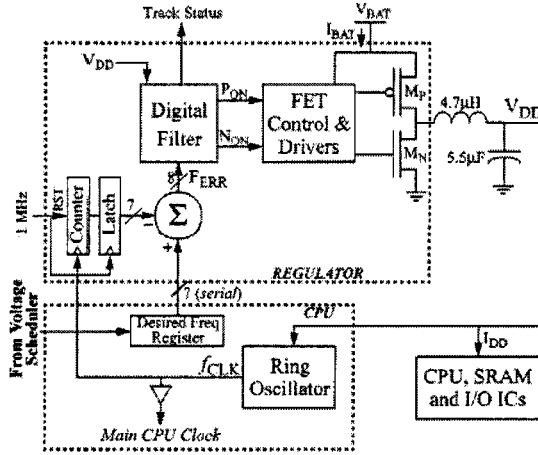 Track Status
V_BAT
I_BAT
V_DD
P_ON
N_ON
Digital
Filter
FET
Control &
Drivers
M_P
M_N
4.7µH
V_DD
5.5µF
8
F_ERR
1 MHz
RST
Counter
Latch
7
Σ
−
+
REGULATOR
7 (serial)
From Voltage
Scheduler
Desired Freq
Register
CPU
f_CLK
Ring
Oscillator
I_DD
CPU, SRAM
and I/O ICs
Main CPU Clock